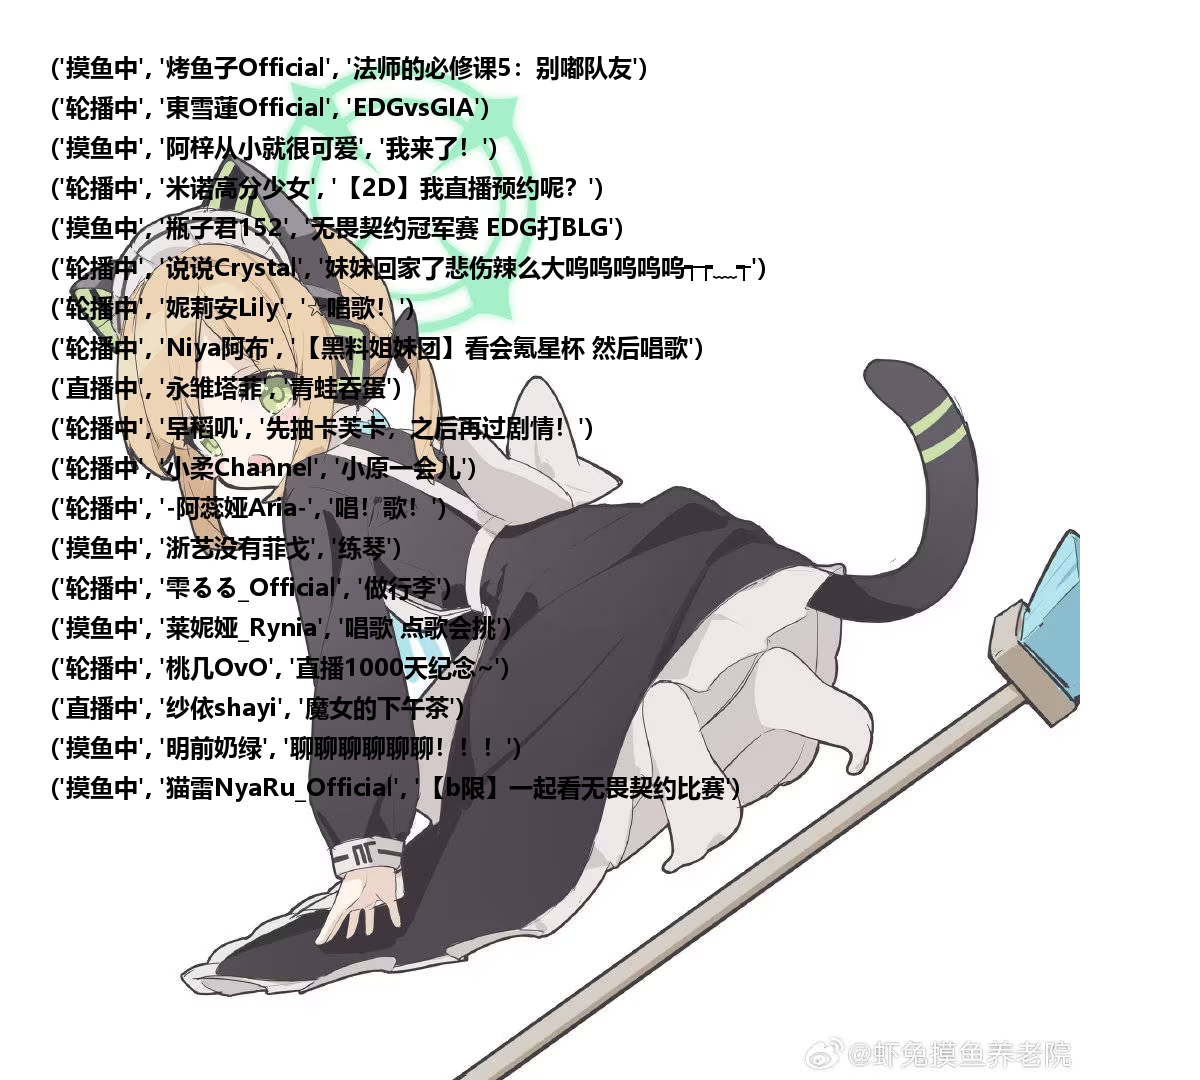 ('摸鱼中', '烤鱼子Official', '法师的必修课5：别嘟队友')
('轮播中', '東雪蓮Official', 'EDGvsGIA')
('摸鱼中', '阿梓从小就很可爱', '我来了！')
('轮播中', '米诺高分少女', '【2D】我直播预约呢？')
('摸鱼中', '瓶子君152', '无畏契约冠军赛 EDG打BLG')
('轮播中', '说说Crystal', '妹妹回家了悲伤辣么大呜呜呜呜呜┭┮﹏┭')
('轮播中', '妮莉安Lily', '☆唱歌！')
('轮播中', 'Niya阿布', '【黑料姐妹团】看会氪星杯 然后唱歌')
('直播中', '永雏塔菲', '青蛙吞蛋')
('轮播中', '早稻叽', '先抽卡芙卡，之后再过剧情！')
('轮播中', '小柔Channel', '小原一会儿')
('轮播中', '-阿蕊娅Aria-', '唱！歌！')
('摸鱼中', '浙艺没有菲戈', '练琴')
('轮播中', '雫るる_Official', '做行李')
('摸鱼中', '莱妮娅_Rynia', '唱歌 点歌会挑')
('轮播中', '桃几OvO', '直播1000天纪念~')
('直播中', '纱依shayi', '魔女的下午茶')
('摸鱼中', '明前奶绿', '聊聊聊聊聊聊！！！')
('摸鱼中', '猫雷NyaRu_Official', '【b限】一起看无畏契约比赛')
@虾兔摸鱼养老院